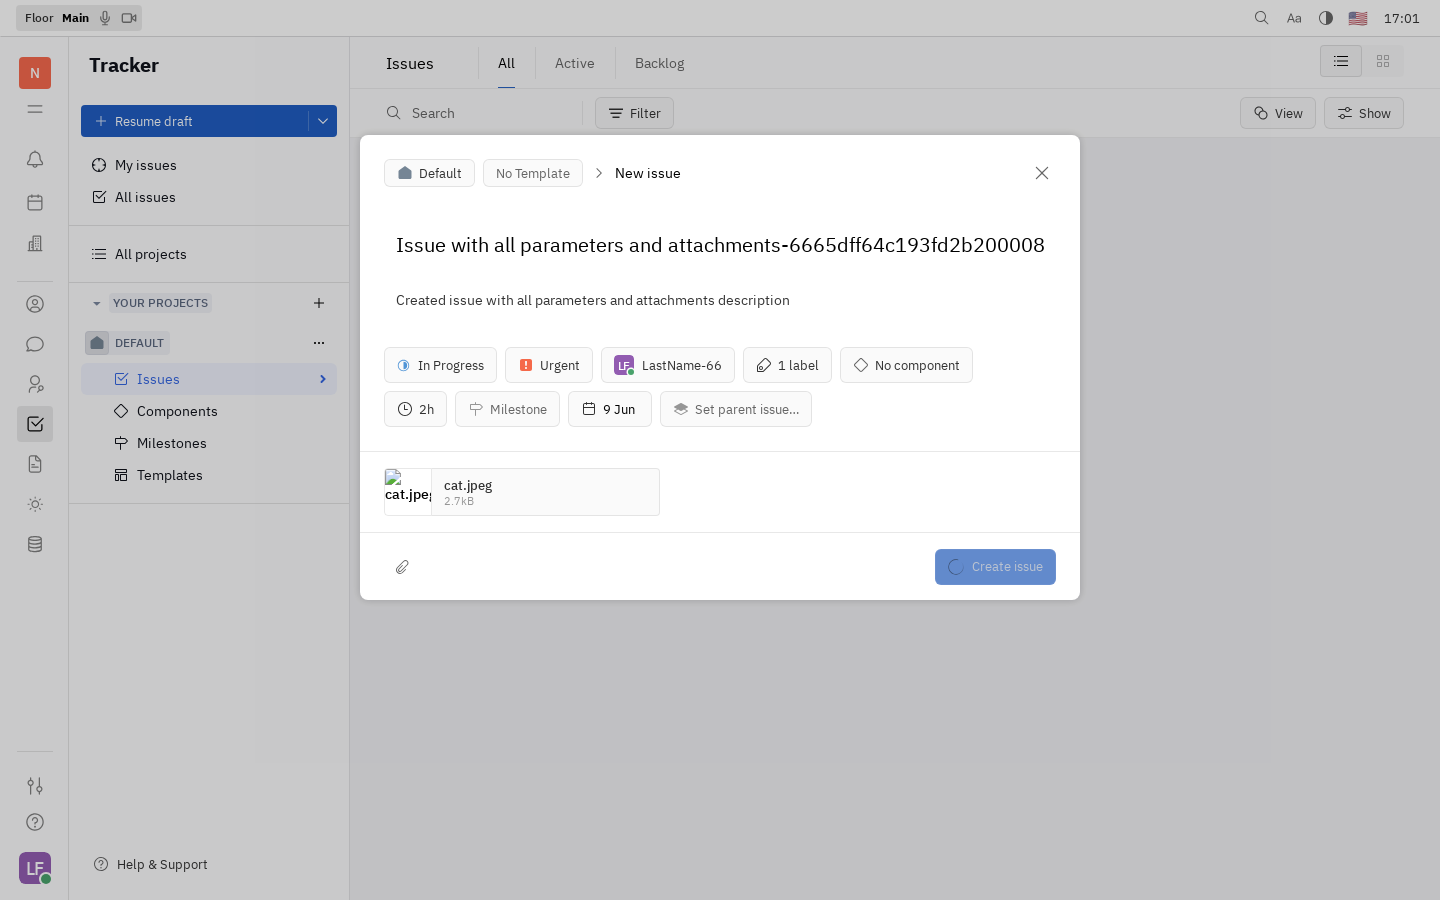 Floor Main
Aa
17:01
N
Tracker
Issues
All
Active
Backlog
Resume draft
Search
Filter
View
Show
My issues
All issues
All projects
YOUR PROJECTS
DEFAULT
Issues
Components
Milestones
Templates
Default
No Template
New issue
Issue with all parameters and attachments-6665dff64c193fd2b200008
Created issue with all parameters and attachments description
In Progress
Urgent
LF LastName-66
1 label
No component
2h
Milestone
9 Jun
Set parent issue...
cat.jpeg
cat.jpeg
2.7kB
Create issue
Help & Support
LF